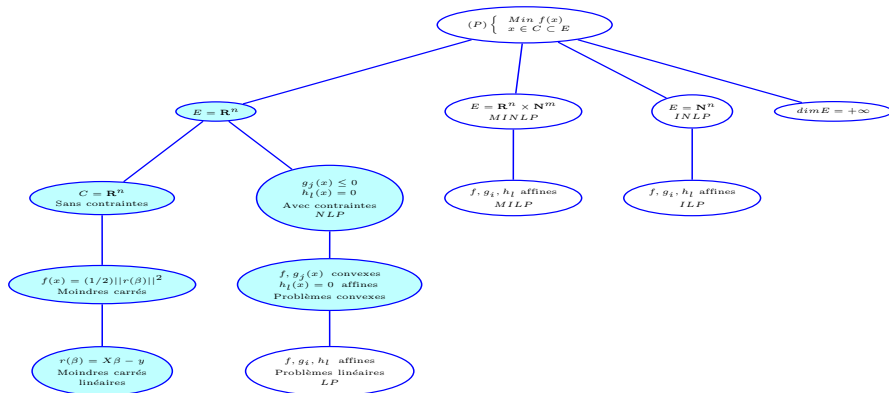 (P) { Min f(x)
x ∈ C ⊂ E
E = R^n
E = R^n × N^m
MINLP
E = N^n
INLP
dimE = +∞
C = R^n
Sans contraintes
g_j(x) ≤ 0
h_l(x) = 0
Avec contraintes
NLP
f, g_i, h_l affines
MILP
f, g_i, h_l affines
ILP
f(x) = (1/2)||r(β)||^2
Moindres carrés
f, g_j(x) convexes
h_l(x) = 0 affines
Problèmes convexes
r(β) = Xβ − y
Moindres carrés
linéaires
f, g_i, h_l affines
Problèmes linéaires
LP